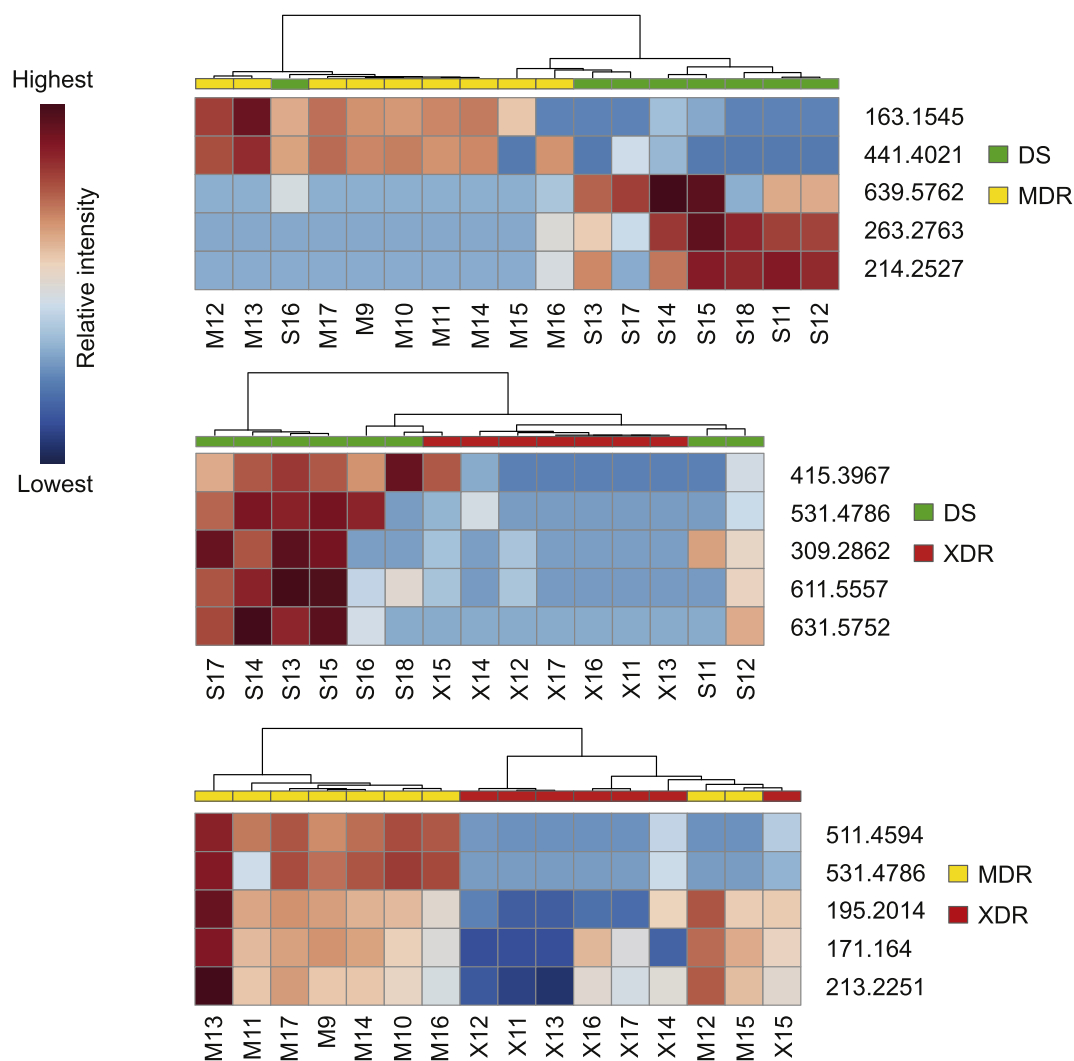 Highest
Relative intensity
Lowest
163.1545
441.4021
639.5762
263.2763
214.2527
DS
MDR
M12 M13 S16 M17 M9 M10 M11 M14 M15 M16 S13 S17 S14 S15 S18 S11 S12
415.3967
531.4786
309.2862
611.5557
631.5752
DS
XDR
S17 S14 S13 S15 S16 S18 X15 X14 X12 X17 X16 X11 X13 S11 S12
511.4594
531.4786
195.2014
171.164
213.2251
MDR
XDR
M13 M11 M17 M9 M14 M10 M16 X12 X11 X13 X16 X17 X14 M12 M15 X15